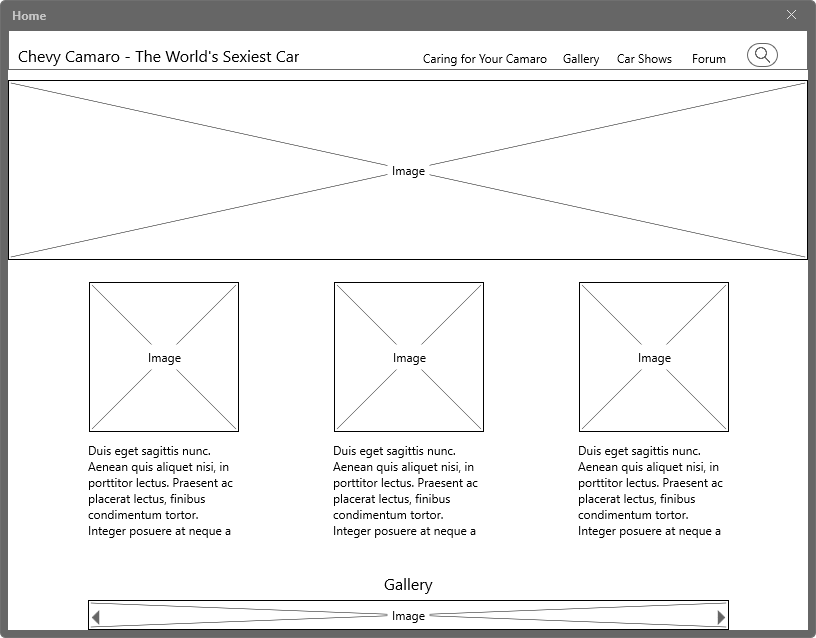 Home
Chevy Camaro - The World's Sexiest Car
Caring for Your Camaro Gallery Car Shows Forum
Image
Image Image Image
Duis eget sagittis nunc.
Aenean quis aliquet nisi, in
porttitor lectus. Praesent ac
placerat lectus, finibus
condimentum tortor.
Integer posuere at neque a
Duis eget sagittis nunc.
Aenean quis aliquet nisi, in
porttitor lectus. Praesent ac
placerat lectus, finibus
condimentum tortor.
Integer posuere at neque a
Duis eget sagittis nunc.
Aenean quis aliquet nisi, in
porttitor lectus. Praesent ac
placerat lectus, finibus
condimentum tortor.
Integer posuere at neque a
Gallery
Image